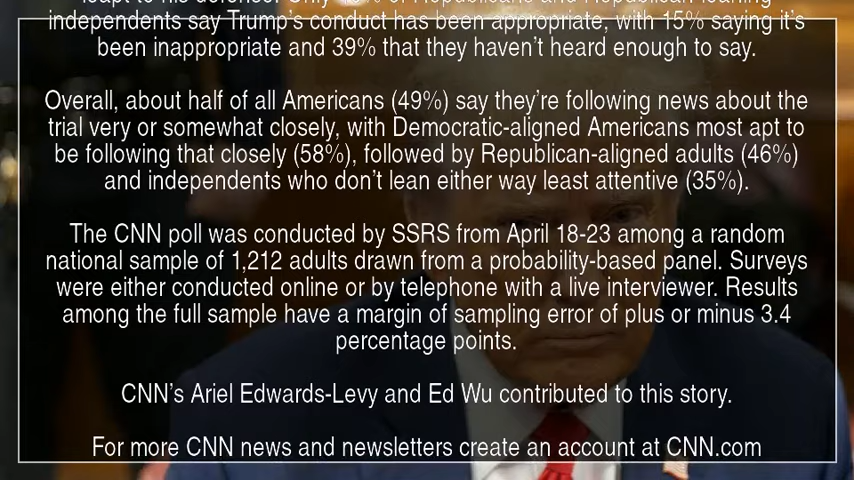 independents say Trump's conduct has been appropriate, with 15% saying it's
been inappropriate and 39% that they haven't heard enough to say.
Overall, about half of all Americans (49%) say they're following news about the
trial very or somewhat closely, with Democratic-aligned Americans most apt to
be following that closely (58%), followed by Republican-aligned adults (46%)
and independents who don't lean either way least attentive (35%).
The CNN poll was conducted by SSRS from April 18-23 among a random
national sample of 1,212 adults drawn from a probability-based panel. Surveys
were either conducted online or by telephone with a live interviewer. Results
among the full sample have a margin of sampling error of plus or minus 3.4
percentage points.
CNN's Ariel Edwards-Levy and Ed Wu contributed to this story.
For more CNN news and newsletters create an account at CNN.com